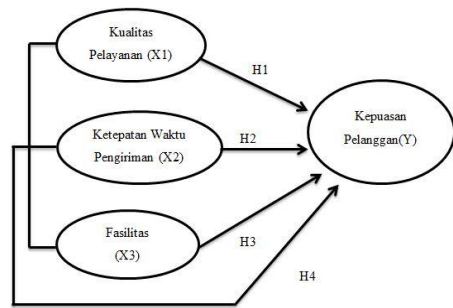 Kualitas
Pelayanan (X1)
H1
Kepuasan
Pelanggan(Y)
Ketepatan Waktu
Pengiriman (X2)
H2
Fasilitas
(X3)
H3
H4